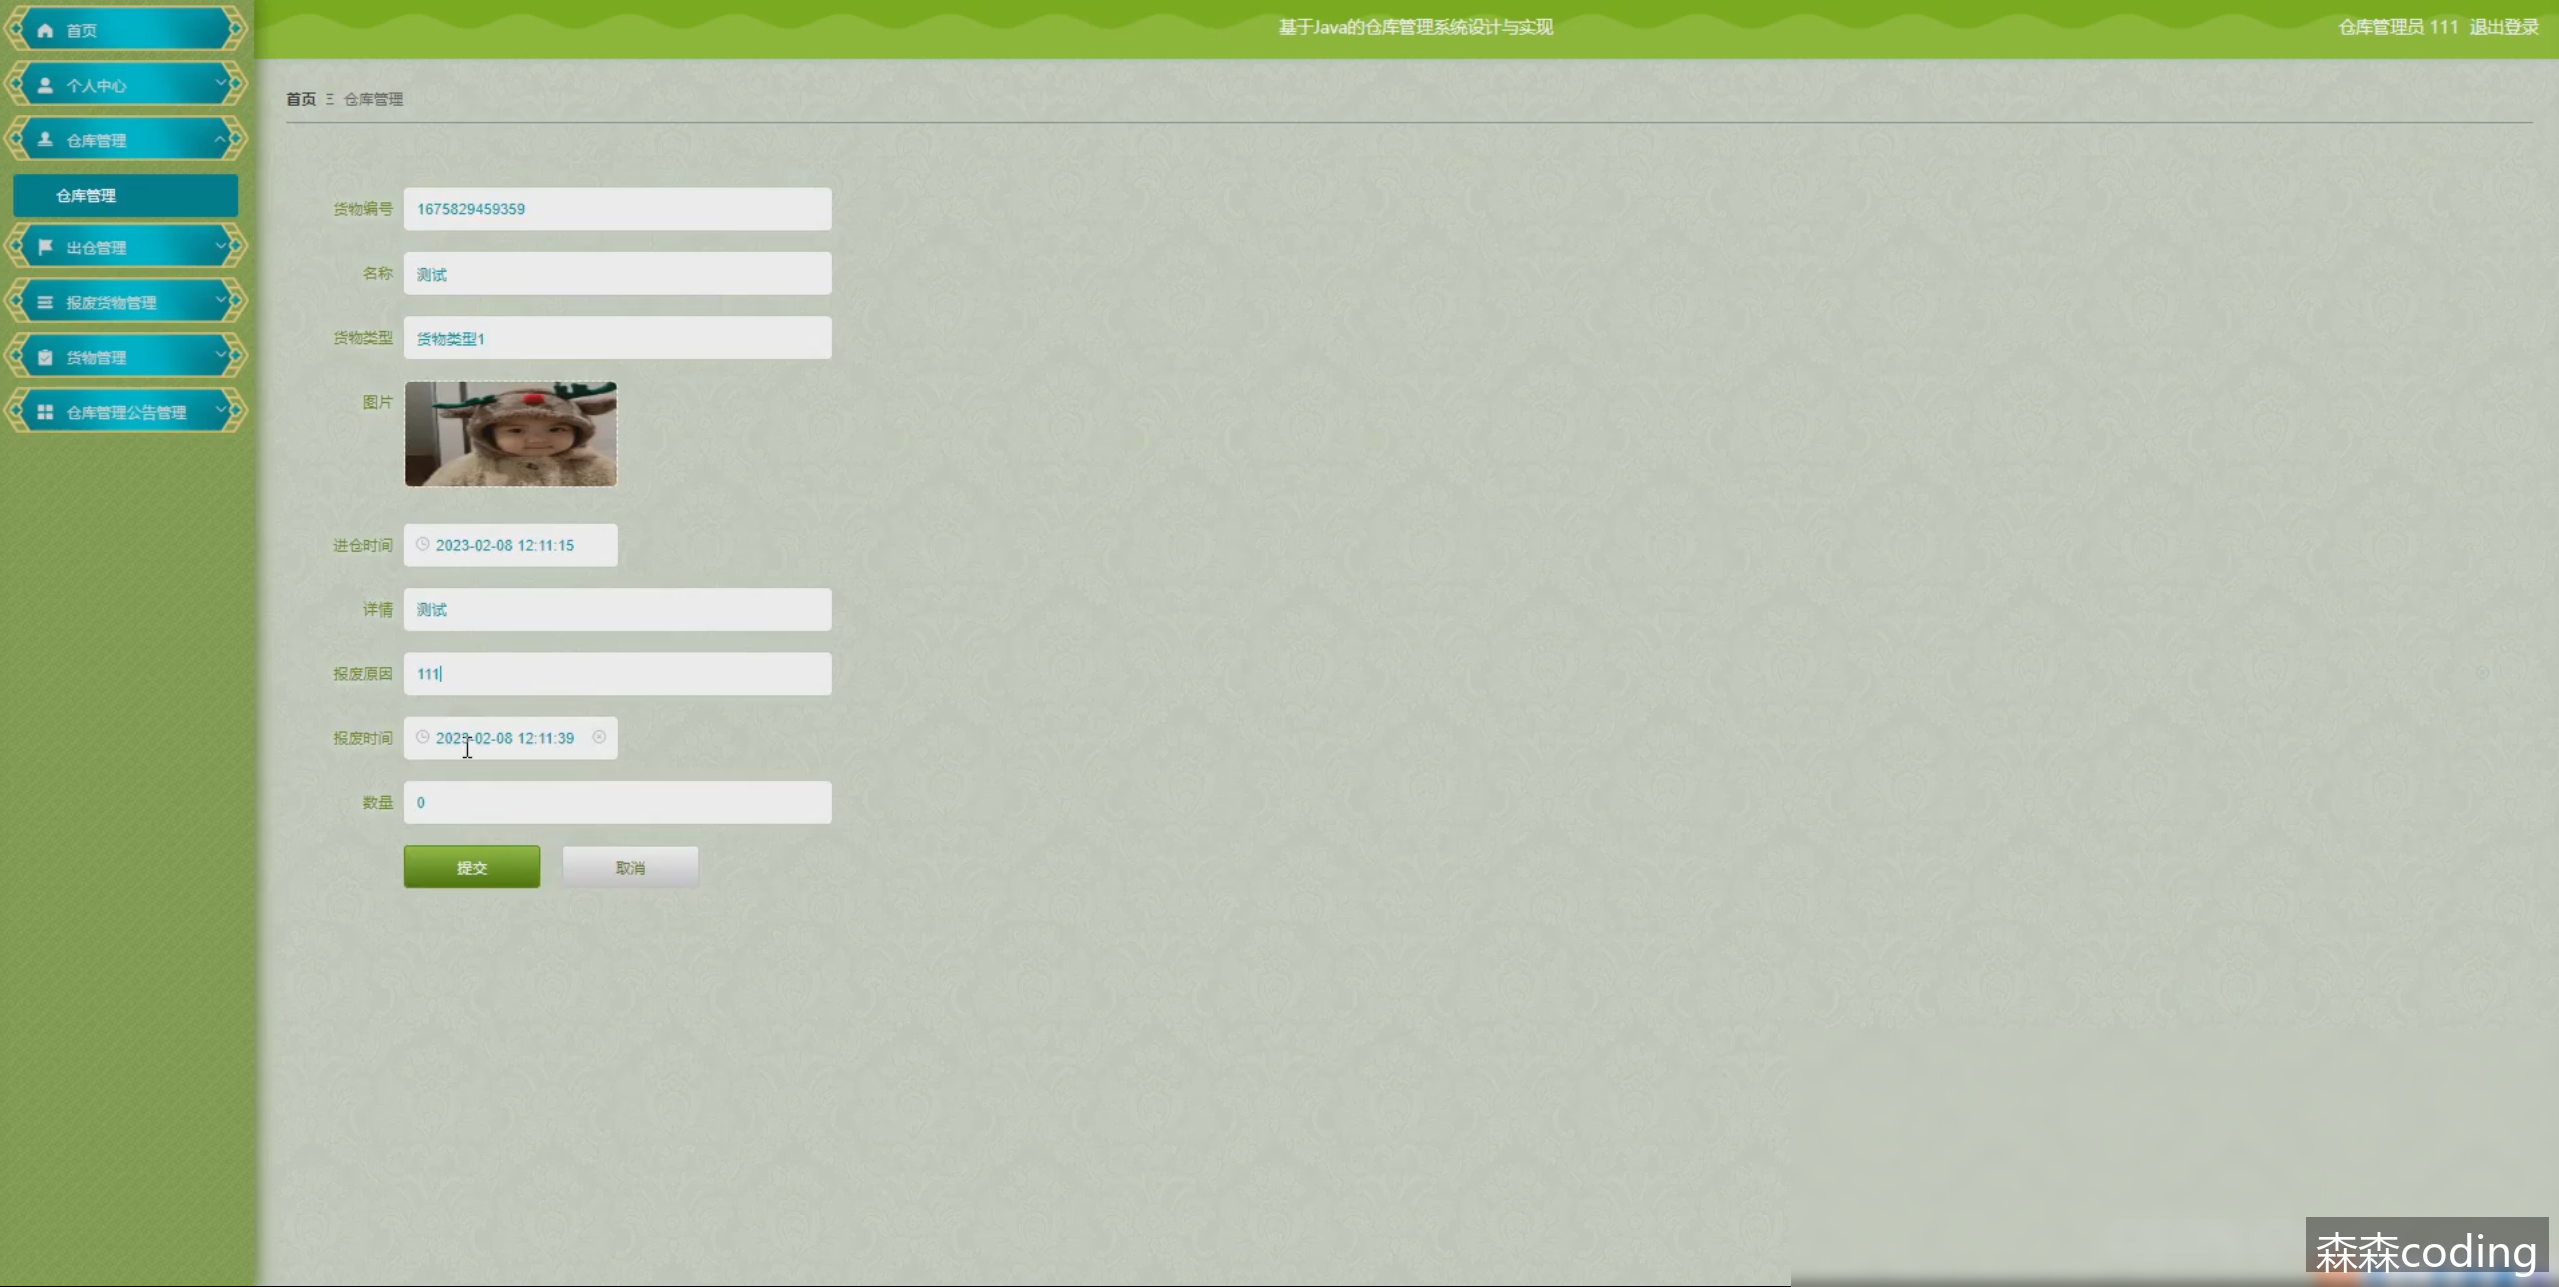 首页
个人中心
仓库管理
仓库管理
出仓管理
报废货物管理
货物管理
仓库管理公告管理
基于Java的仓库管理系统设计与实现
仓库管理员 111 退出登录
首页 Ξ 仓库管理
货物编号 1675829459359
名称 测试
货物类型 货物类型1
图片
进仓时间 2023-02-08 12:11:15
详情 测试
报废原因 111
报废时间 2023-02-08 12:11:39
数量 0
提交 取消
森森coding